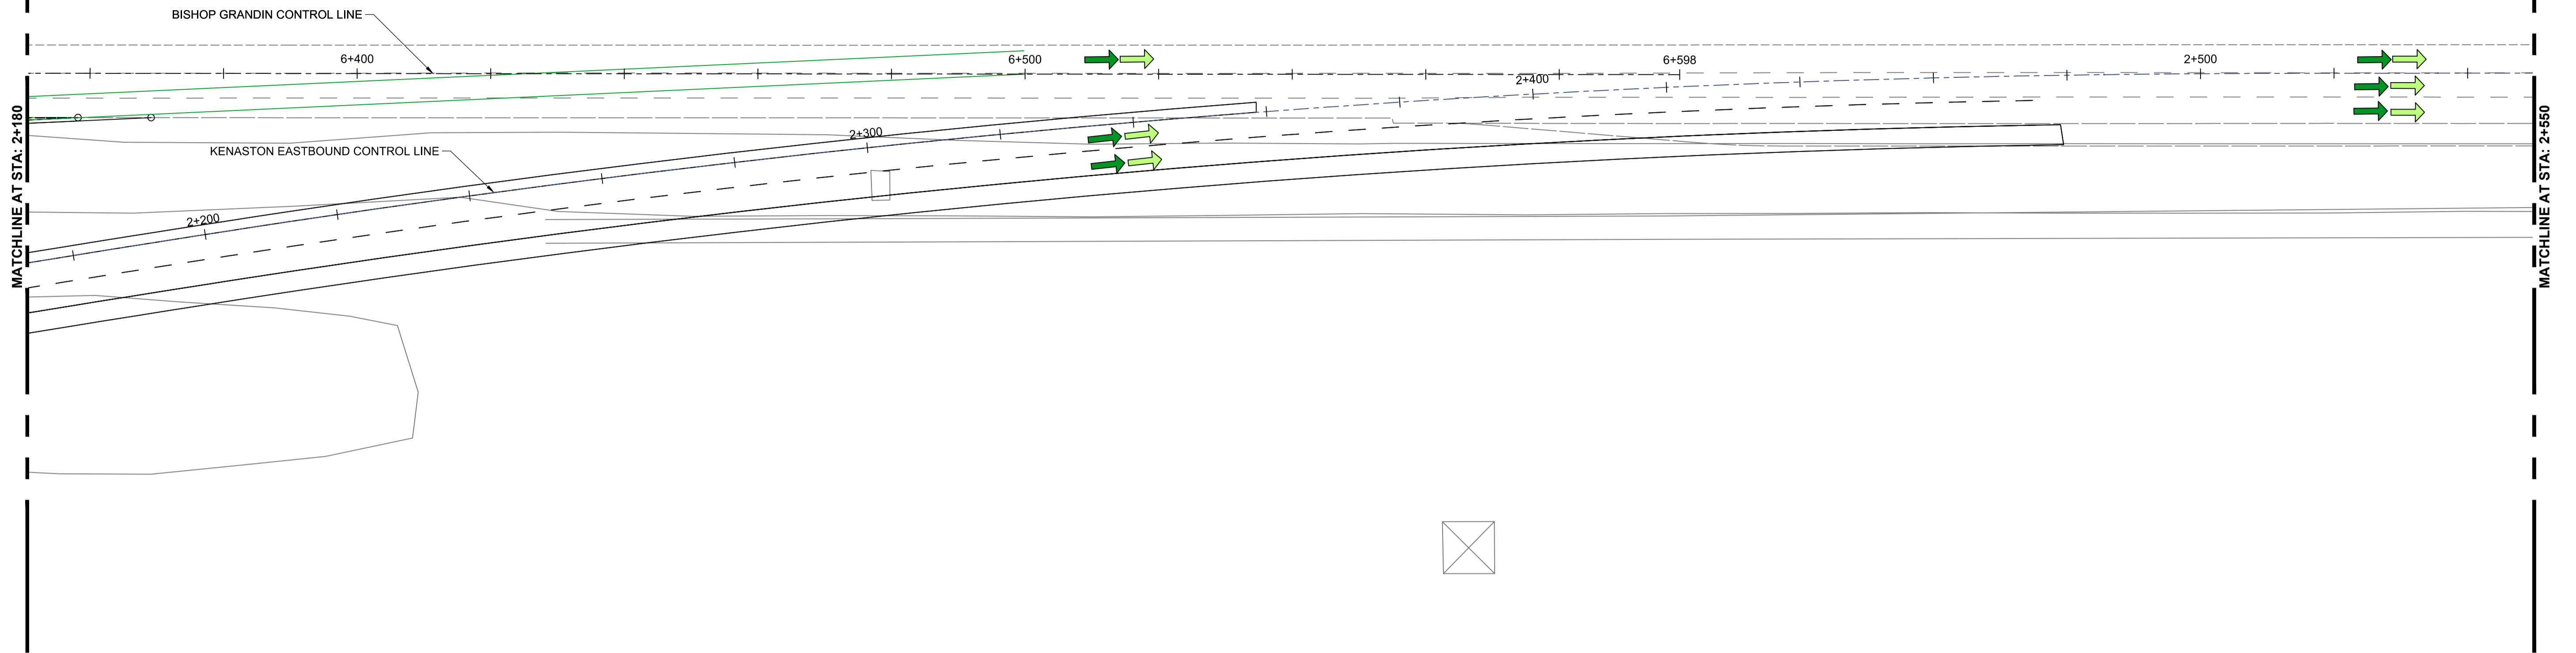 BISHOP GRANDIN CONTROL LINE
6+400
6+500
6+598
2+500
2+400
2+300
KENASTON EASTBOUND CONTROL LINE
2+200
MATCHLINE AT STA: 2+180
MATCHLINE AT STA: 2+550